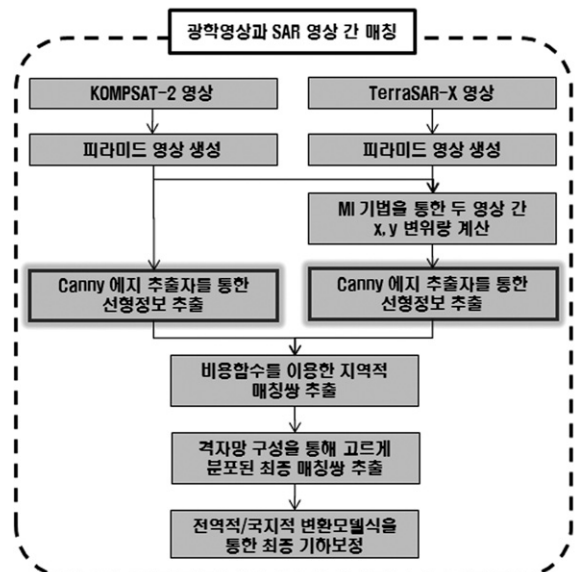 광학영상과 SAR 영상 간 매칭
KOMPSAT-2 영상
TerraSAR-X 영상
피라미드 영상 생성
피라미드 영상 생성
MI 기법을 통한 두 영상 간
x, y 변위량 계산
Canny 에지 추출자를 통한
선형정보 추출
Canny 에지 추출자를 통한
선형정보 추출
비용함수를 이용한 지역적
매칭쌍 추출
격자망 구성을 통해 고르게
분포된 최종 매칭쌍 추출
전역적/국지적 변환모델식을
통한 최종 기하보정